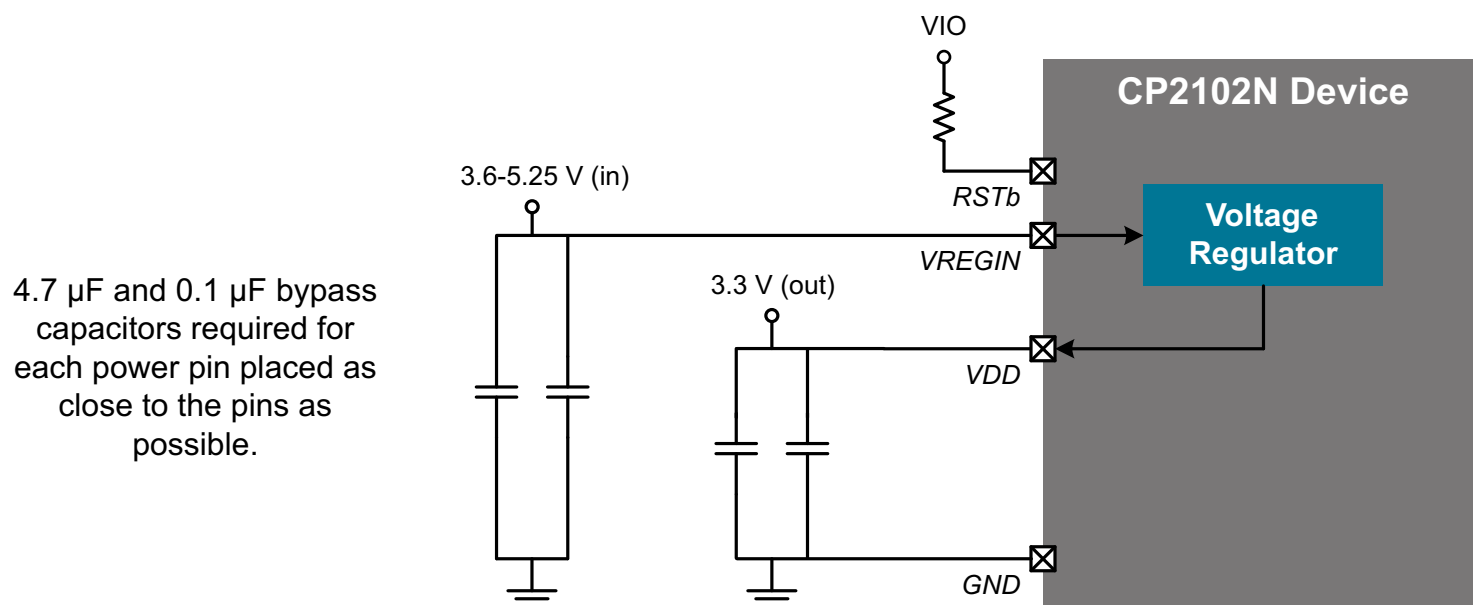 VIO
CP2102N Device
3.6-5.25 V (in)
RSTb
Voltage
Regulator
VREGIN
4.7 µF and 0.1 µF bypass
capacitors required for
each power pin placed as
close to the pins as
possible.
3.3 V (out)
VDD
GND